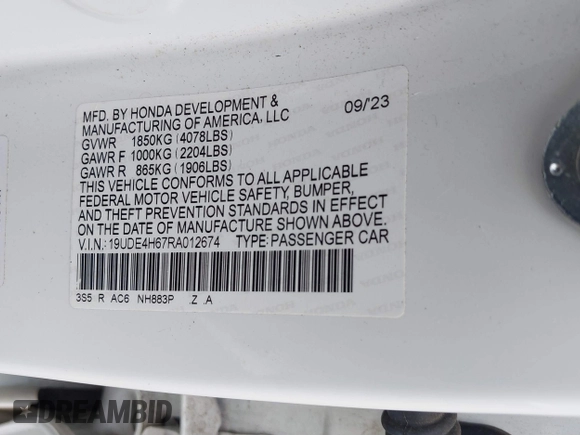 MFD. BY HONDA DEVELOPMENT &
MANUFACTURING OF AMERICA, LLC 09/'23
GVWR 1850KG (4078LBS)
GAWR F 1000KG (2204LBS)
GAWR R 865KG (1906LBS)
THIS VEHICLE CONFORMS TO ALL APPLICABLE
FEDERAL MOTOR VEHICLE SAFETY, BUMPER,
AND THEFT PREVENTION STANDARDS IN EFFECT
ON THE DATE OF MANUFACTURE SHOWN ABOVE.
V.I.N.: 19UDE4H67RA012674 TYPE: PASSENGER CAR
3S5 R AC6 NH883P .Z .A
DREAMBID